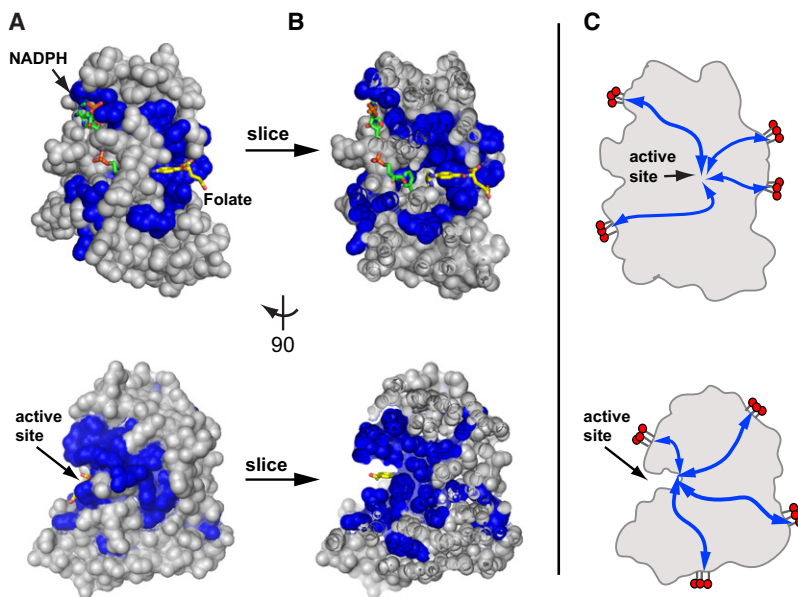 A
B
C
NADPH
slice
Folate
active
site
90
active
site
slice
active
site